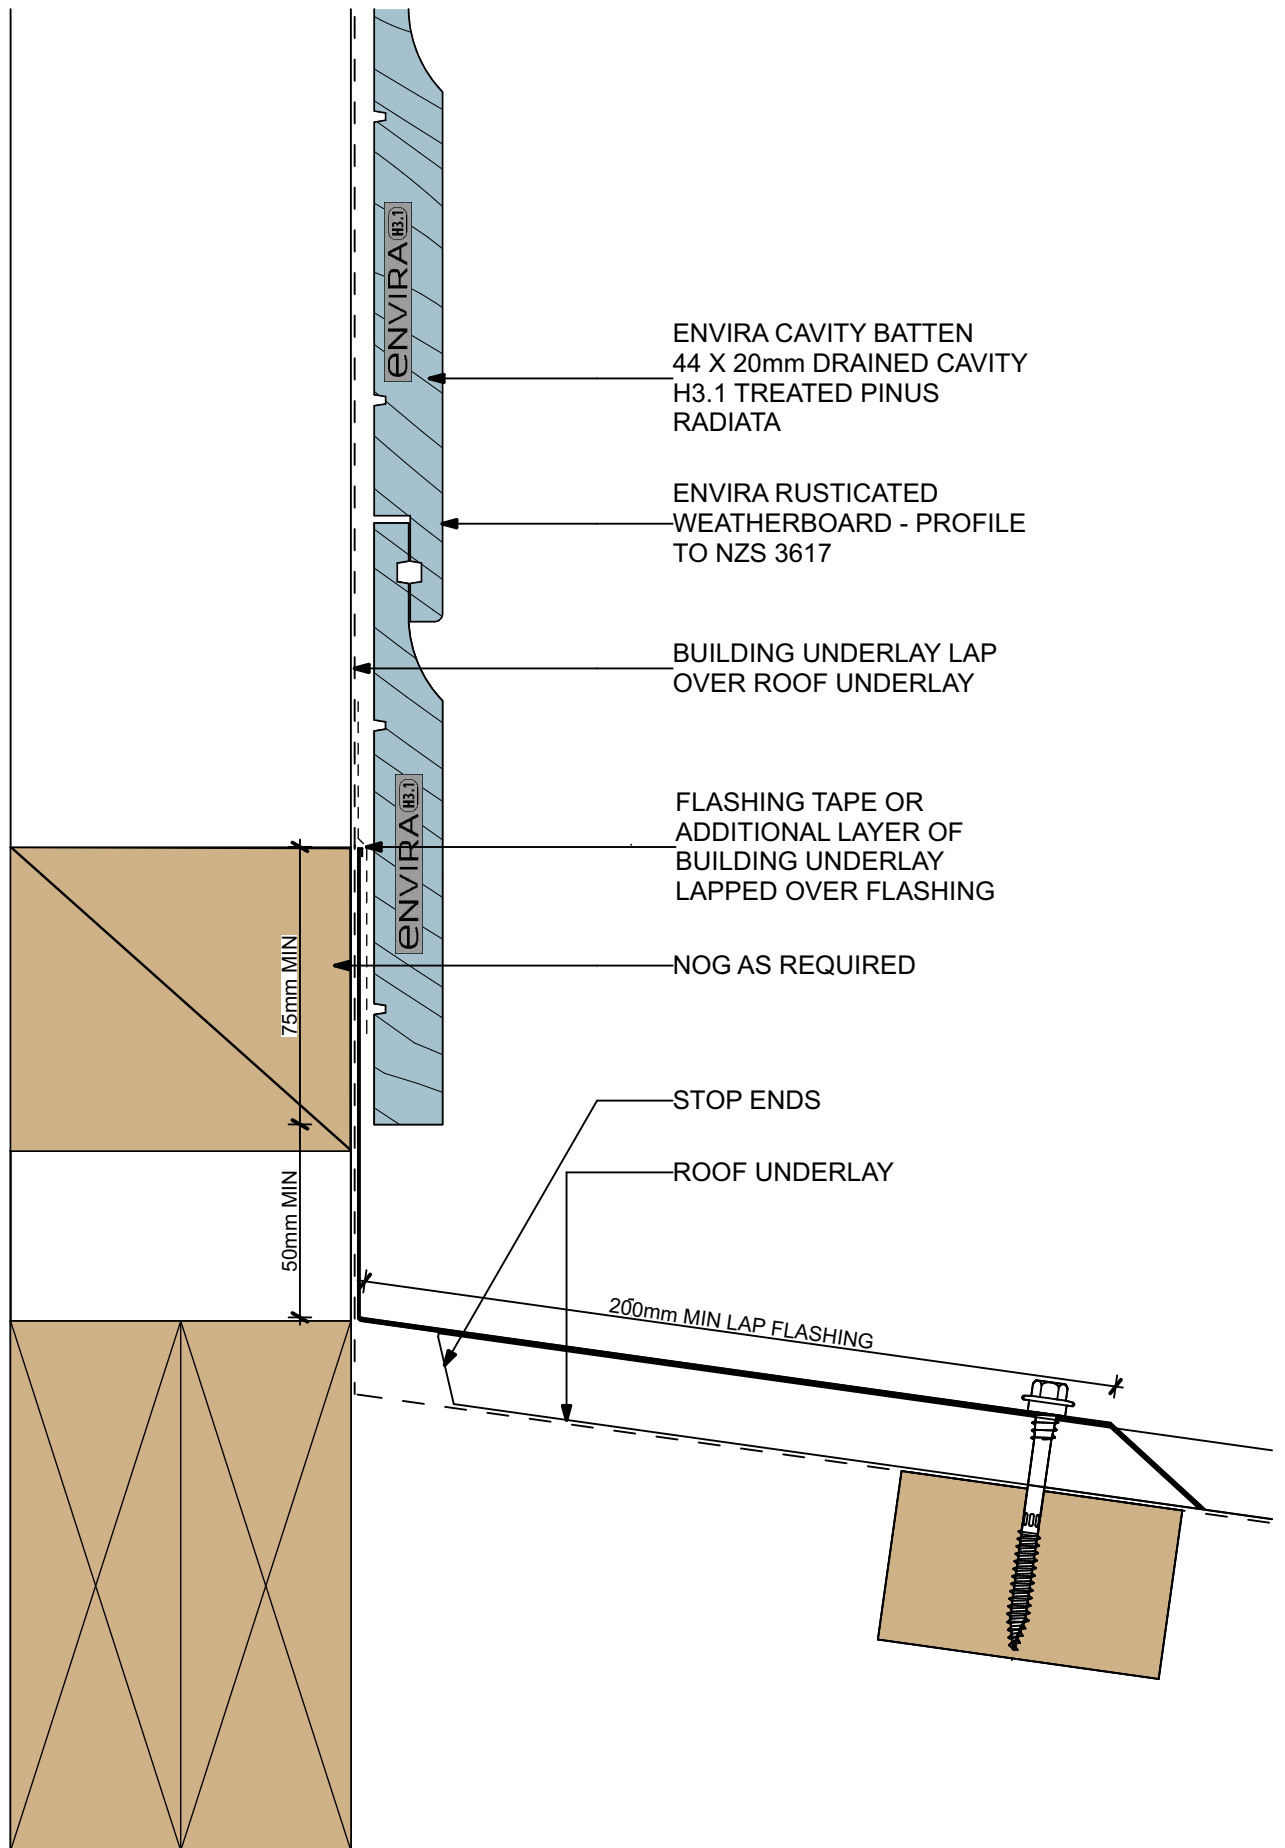 ENVIRA H3.1
ENVIRA CAVITY BATTEN
44 X 20mm DRAINED CAVITY
H3.1 TREATED PINUS
RADIATA
ENVIRA RUSTICATED
WEATHERBOARD - PROFILE
TO NZS 3617
BUILDING UNDERLAY LAP
OVER ROOF UNDERLAY
FLASHING TAPE OR
ADDITIONAL LAYER OF
BUILDING UNDERLAY
LAPPED OVER FLASHING
eNVIRA H3.1
NOG AS REQUIRED
75mm MIN
STOP ENDS
ROOF UNDERLAY
50mm MIN
200mm MIN LAP FLASHING